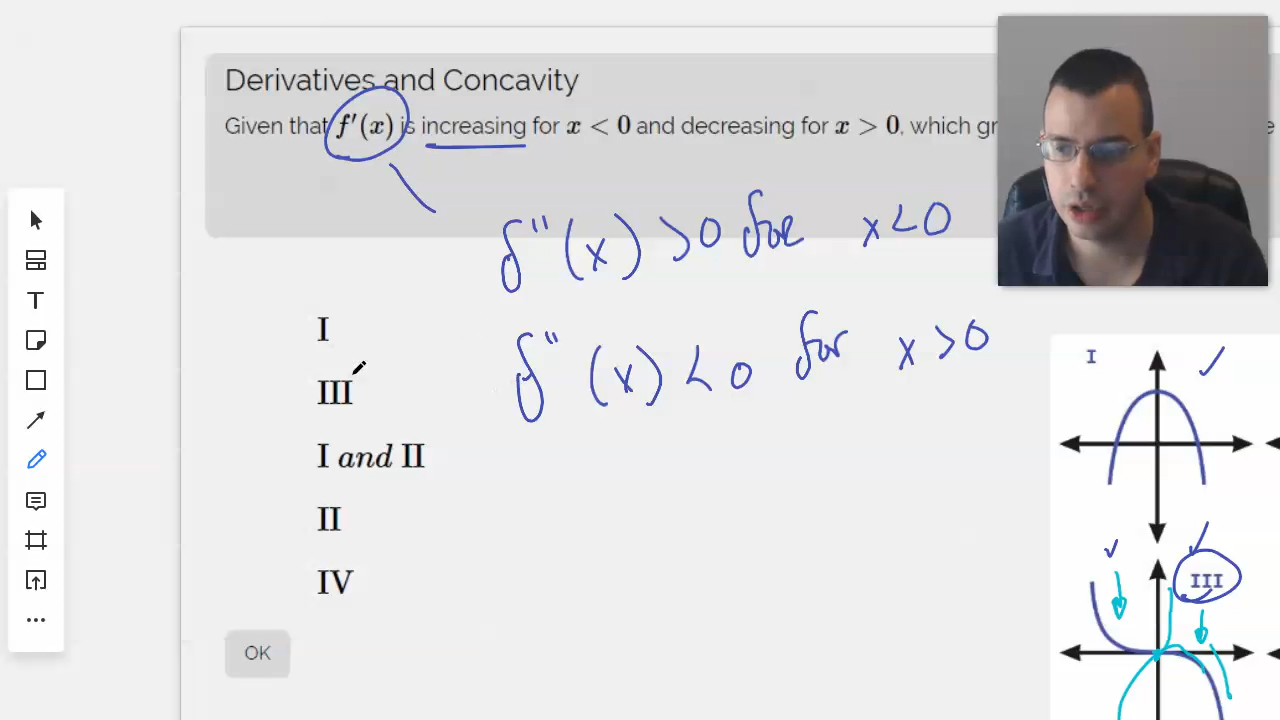 Derivatives and Concavity
Given that f′(x) is increasing for x < 0 and decreasing for x > 0, which
f''(x) >0 for x<0
f''(x) <0 for x>0
I
III
I and II
II
IV
OK
I
III
T